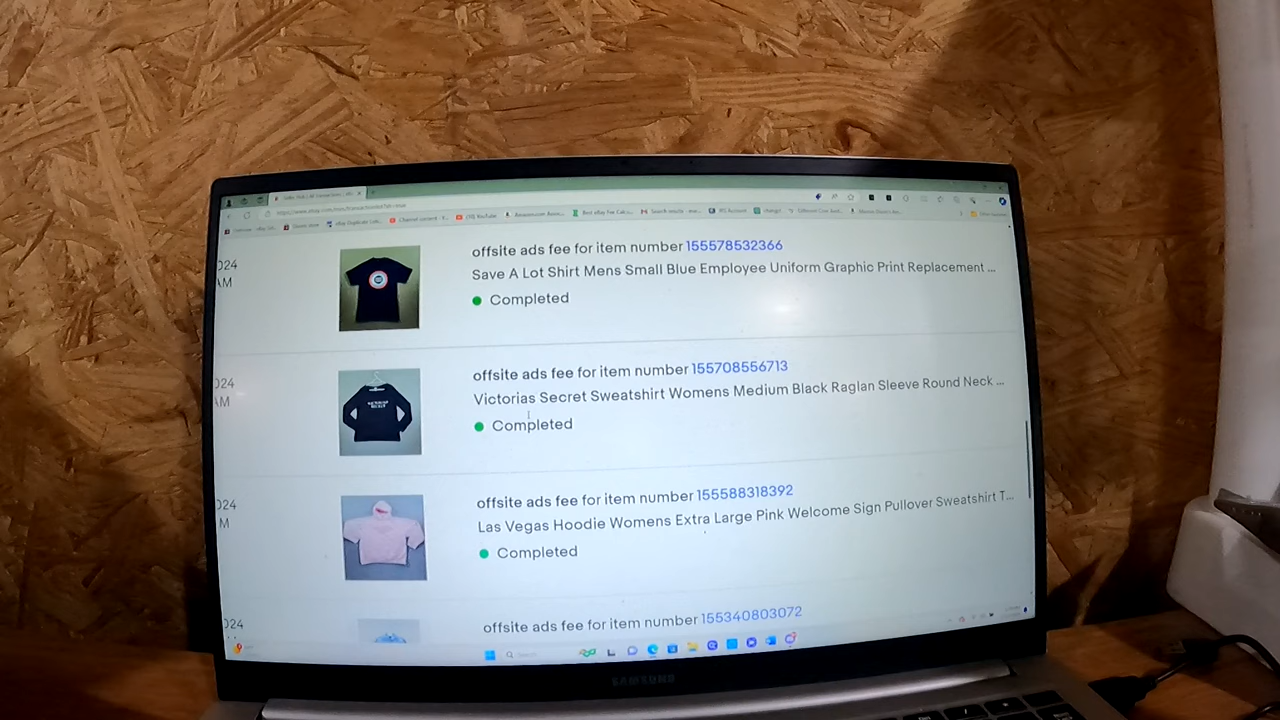 (10) YouTube
offsite ads fee for item number 155578532366
024
AM
Save A Lot Shirt Mens Small Blue Employee Uniform Graphic Print Replacement ...
Completed
offsite ads fee for item number 155708556713
024
AM
Victorias Secret Sweatshirt Womens Medium Black Raglan Sleeve Round Neck ...
Completed
offsite ads fee for item number 155588318392
024
M
Las Vegas Hoodie Womens Extra Large Pink Welcome Sign Pullover Sweatshirt T...
Completed
offsite ads fee for item number 155340803072
024
Search
SAMSUNG